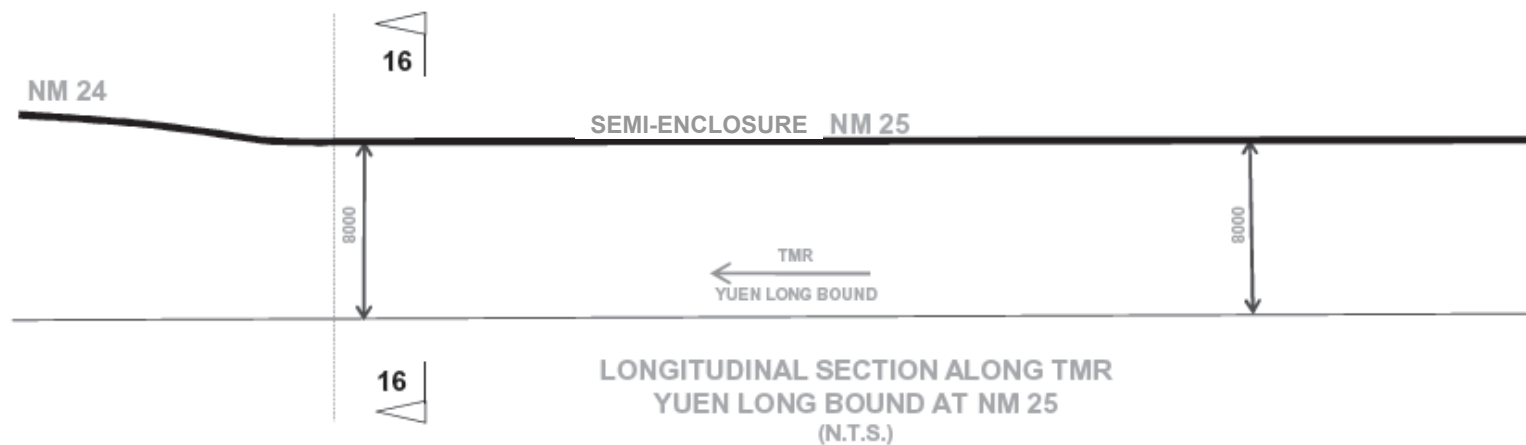 16
NM 24
SEMI-ENCLOSURE NM 25
8000
8000
TMR
YUEN LONG BOUND
16
LONGITUDINAL SECTION ALONG TMR
YUEN LONG BOUND AT NM 25
(N.T.S.)